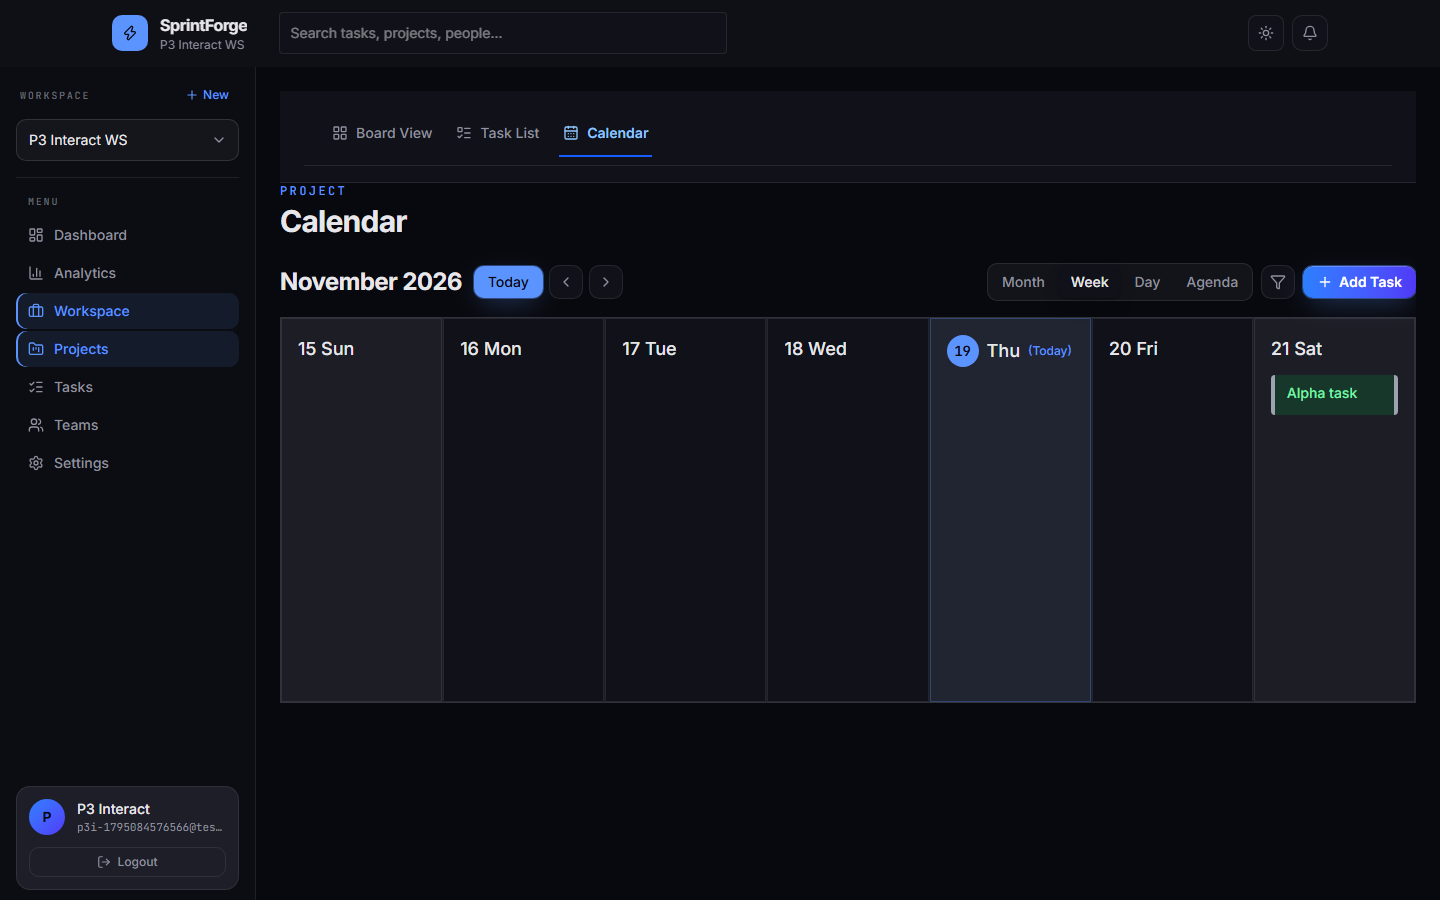 SprintForge
P3 Interact WS
Search tasks, projects, people...
WORKSPACE
New
P3 Interact WS
MENU
Dashboard
Analytics
Workspace
Projects
Tasks
Teams
Settings
P
P3 Interact
p3i-1795084576566@tes…
Logout
Board View
Task List
Calendar
PROJECT
Calendar
November 2026
Today
Month
Week
Day
Agenda
Add Task
15 Sun
16 Mon
17 Tue
18 Wed
19 Thu (Today)
20 Fri
21 Sat
Alpha task